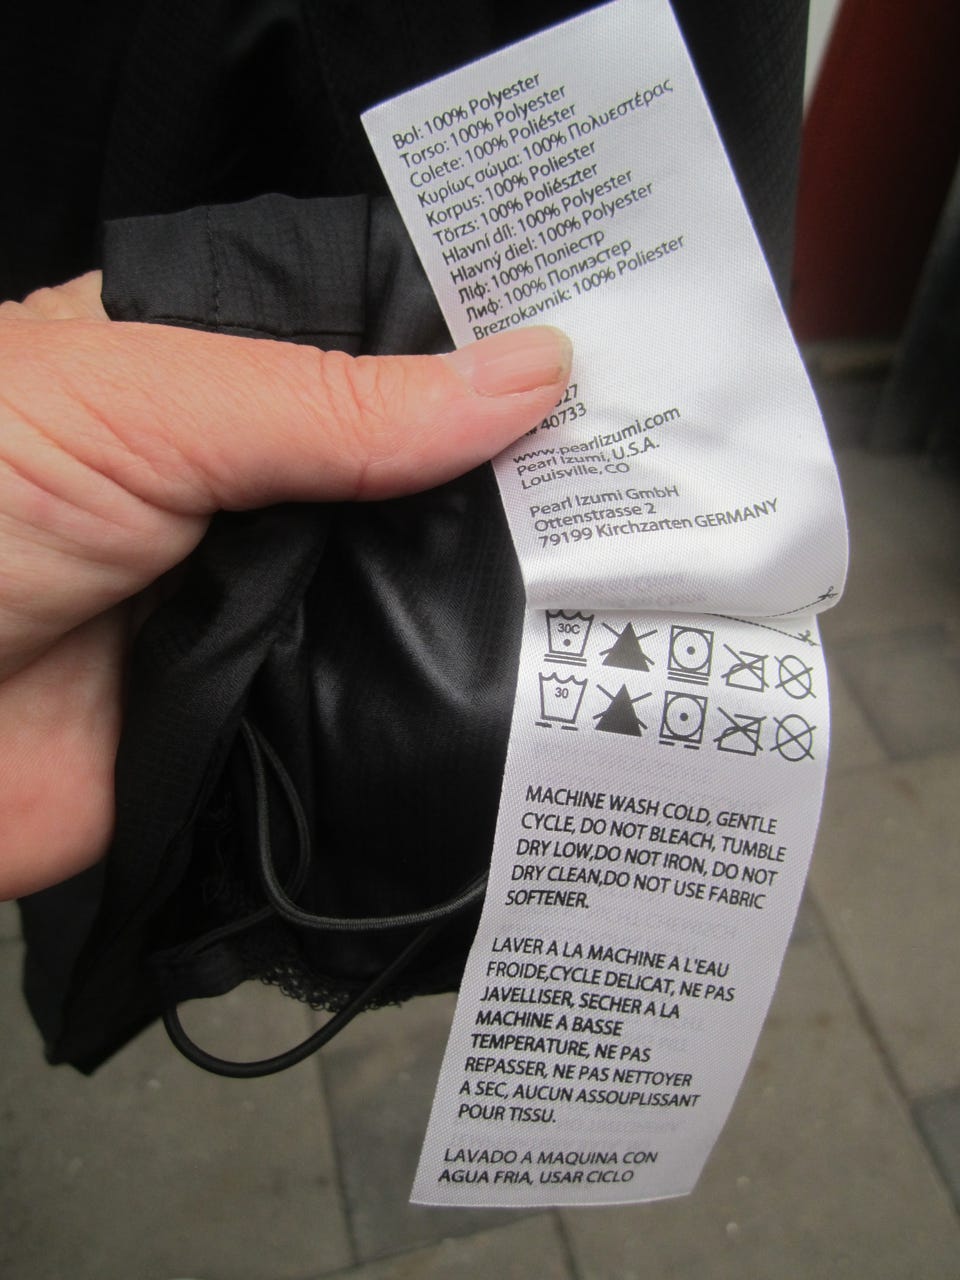 Bol: 100% Polyester
Torso: 100% Polyester
Colete: 100% Poliéster
Κυρίως σώμα: 100% Πολυεστέρας
Korpus: 100% Poliester
Törzs: 100% Poliészter
Hlavní díl: 100% Polyester
Hlavný diel: 100% Polyester
Ліф: 100% Поліестр
Лиф: 100% Полиэстер
Brezrokavnik: 100% Poliester
40733
www.pearlizumi.com
Pearl Izumi, U.S.A.
Louisville, CO
Pearl Izumi GmbH
Ottenstrasse 2
79199 Kirchzarten GERMANY
30C
30
MACHINE WASH COLD, GENTLE
CYCLE, DO NOT BLEACH, TUMBLE
DRY LOW,DO NOT IRON, DO NOT
DRY CLEAN,DO NOT USE FABRIC
SOFTENER.
LAVER A LA MACHINE A L'EAU
FROIDE,CYCLE DELICAT, NE PAS
JAVELLISER, SECHER A LA
MACHINE A BASSE
TEMPERATURE, NE PAS
REPASSER, NE PAS NETTOYER
A SEC, AUCUN ASSOUPLISSANT
POUR TISSU.
LAVADO A MAQUINA CON
AGUA FRIA, USAR CICLO